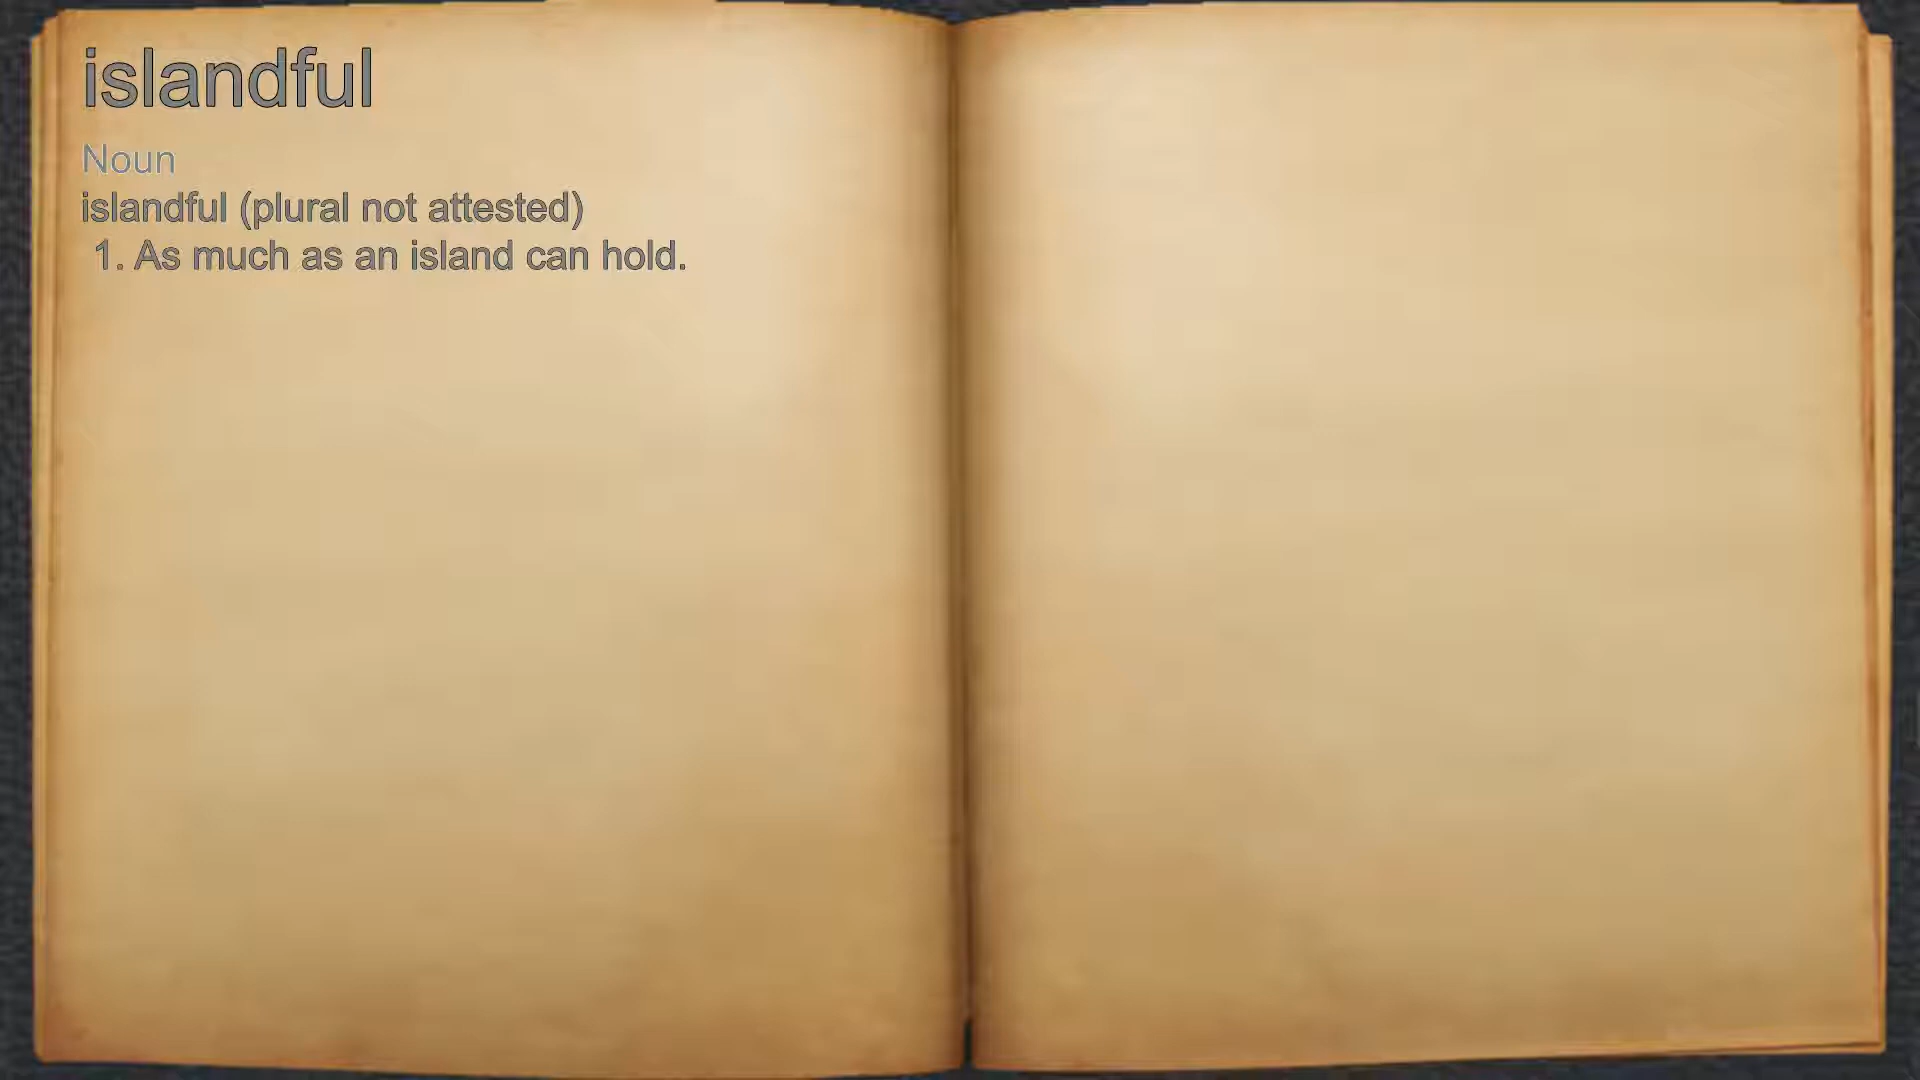 islandful
Noun
islandful (plural not attested)
1. As much as an island can hold.